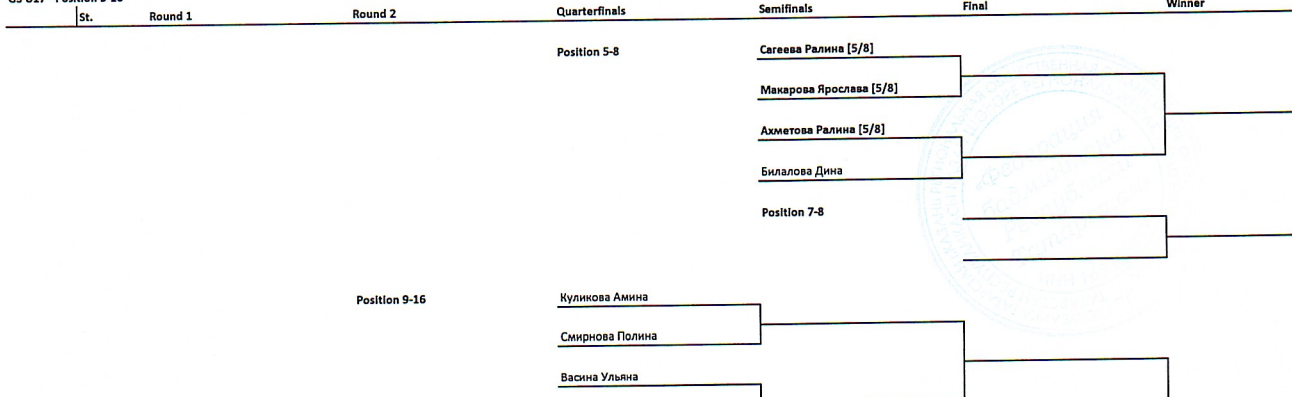 GS U17 Position 5-16
St. Round 1 Round 2 Quarterfinals Semifinals Final Winner
Position 5-8 Сагеева Ралина [5/8]
Макарова Ярослава [5/8]
Ахметова Ралина [5/8]
Билалова Дина
Position 7-8
Position 9-16 Куликова Амина
Смирнова Полина
Васина Ульяна